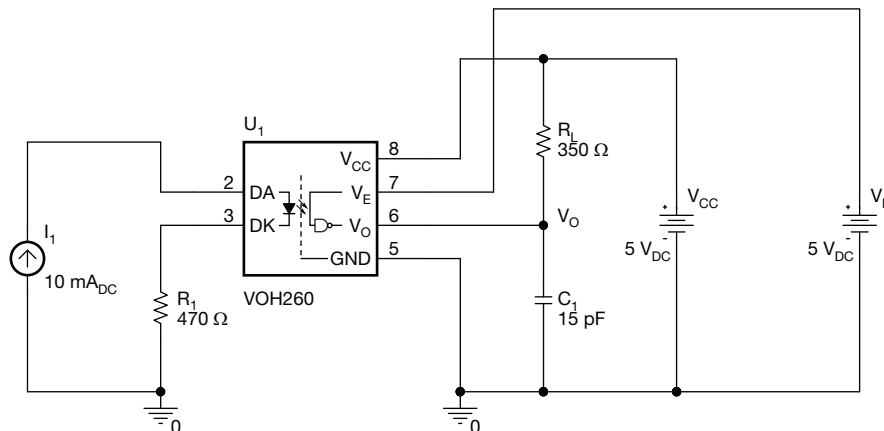 U1
VCC
8
RL
350 Ω
2
DA
VE
7
3
DK
VO
6
VO
VCC
+
-
5 VDC
+
-
5 VDC
I1
10 mADC
GND
5
R1
470 Ω
VOH260
C1
15 pF
0
0